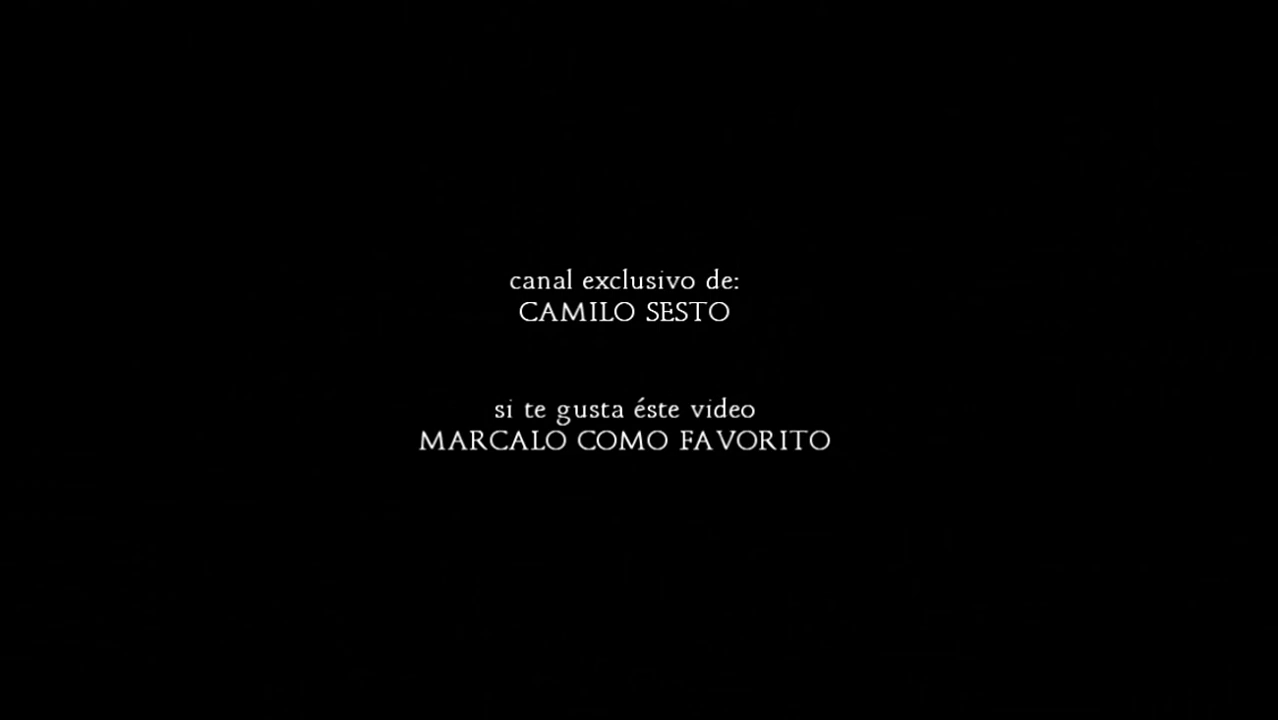 canal exclusivo de:
CAMILO SESTO
si te gusta éste video
MARCALO COMO FAVORITO